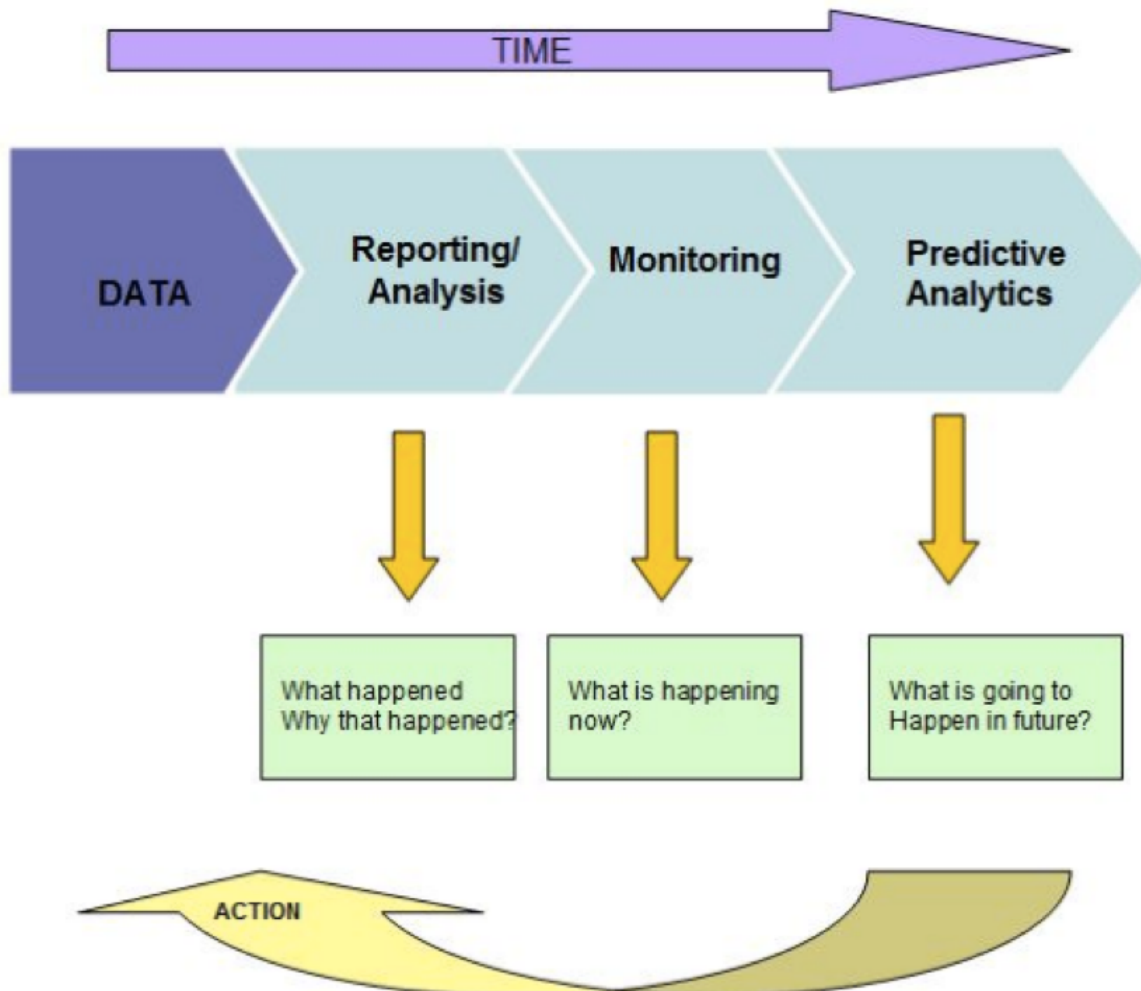 TIME
DATA
Reporting/
Analysis
Monitoring
Predictive
Analytics
What happened
Why that happened?
What is happening
now?
What is going to
Happen in future?
ACTION